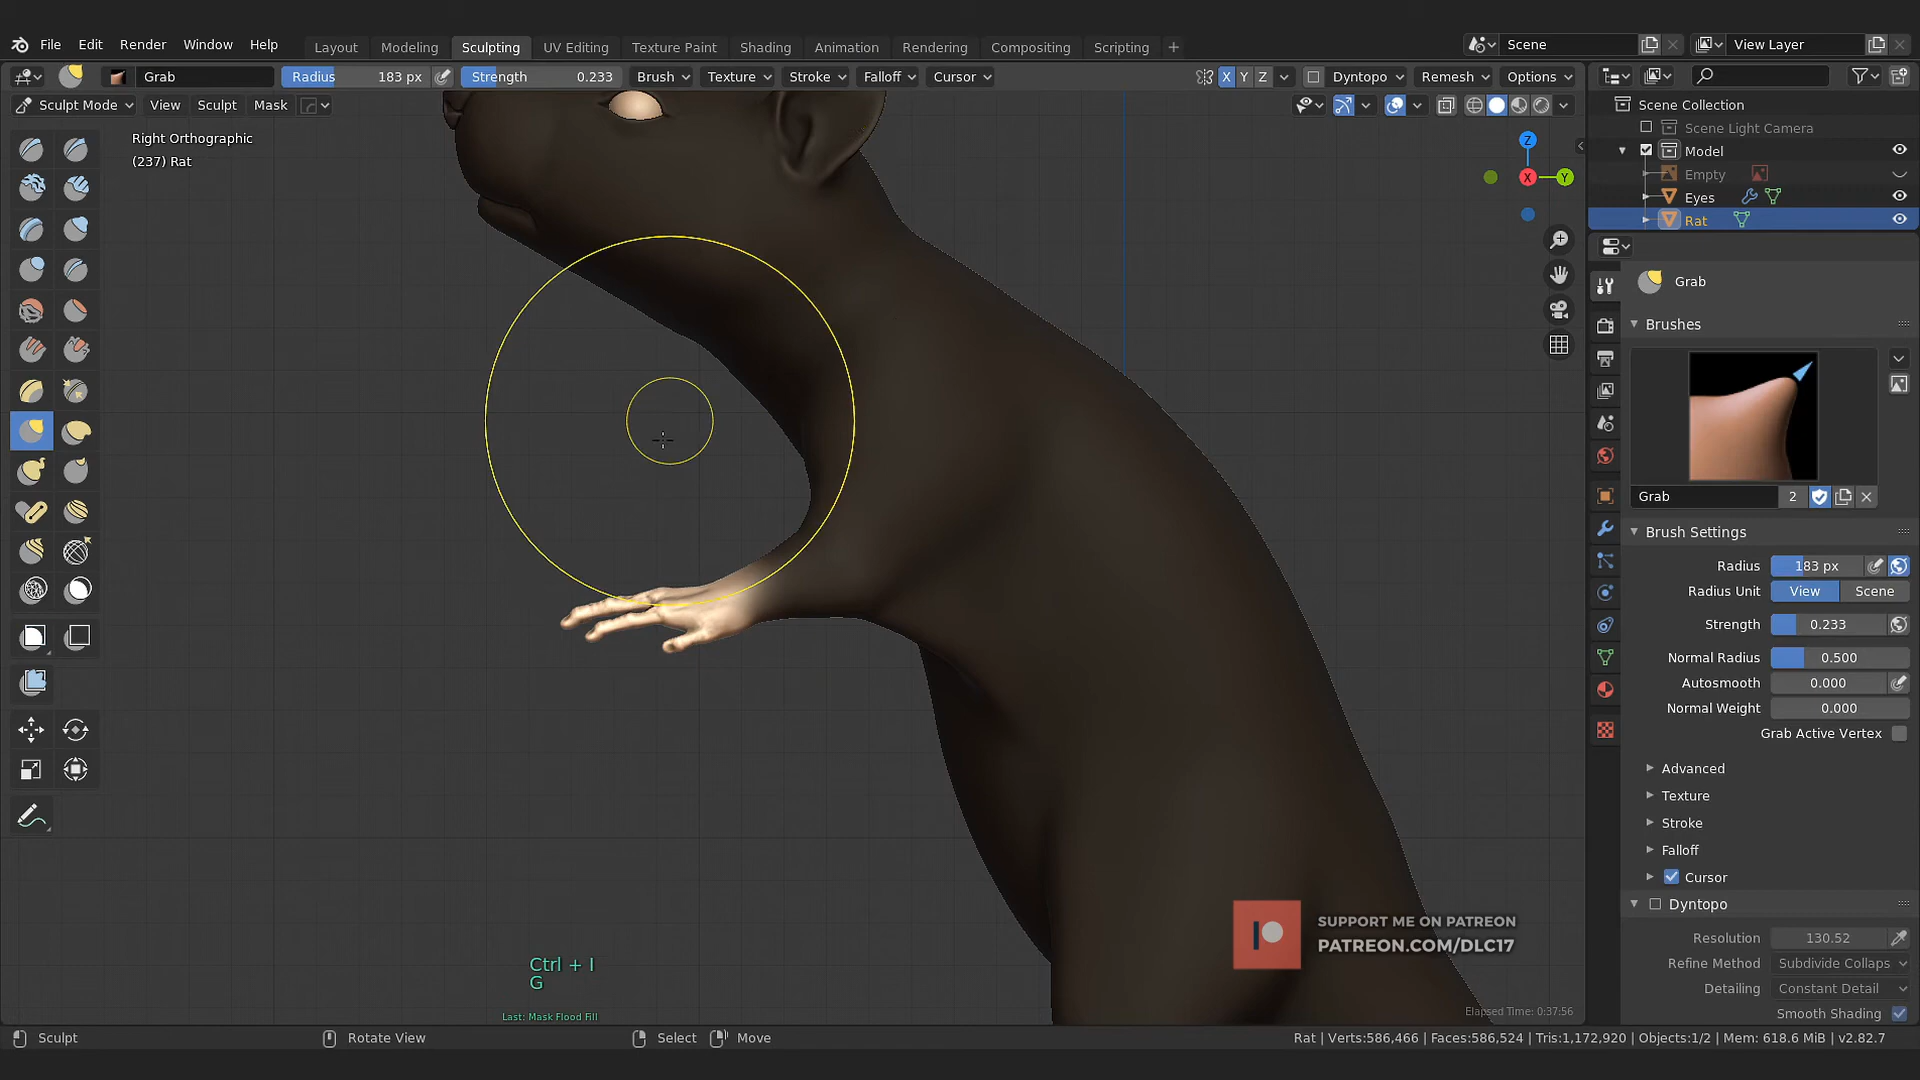 File Edit Render Window Help
Layout Modeling Sculpting UV Editing Texture Paint Shading Animation Rendering Compositing Scripting +
Scene
View Layer
Grab Radius 183 px Strength 0.233 Brush Texture Stroke Falloff Cursor
X Y Z Dyntopo Remesh Options
Sculpt Mode View Sculpt Mask
Right Orthographic
(237) Rat
Z
X
Y
Scene Collection
Scene Light Camera
Model
Empty
Eyes
Rat
Grab
Brushes
Grab 2
Brush Settings
Radius 183 px
Radius Unit View Scene
Strength 0.233
Normal Radius 0.500
Autosmooth 0.000
Normal Weight 0.000
Grab Active Vertex
Advanced
Texture
Stroke
Falloff
Cursor
Dyntopo
Resolution 130.52
Refine Method Subdivide Collaps
Detailing Constant Detail
Smooth Shading
SUPPORT ME ON PATREON
PATREON.COM/DLC17
Ctrl + I
G
Last: Mask Flood Fill
Elapsed Time: 0:37:56
Sculpt Rotate View Select Move
Rat | Verts:586,466 | Faces:586,524 | Tris:1,172,920 | Objects:1/2 | Mem: 618.6 MiB | v2.82.7